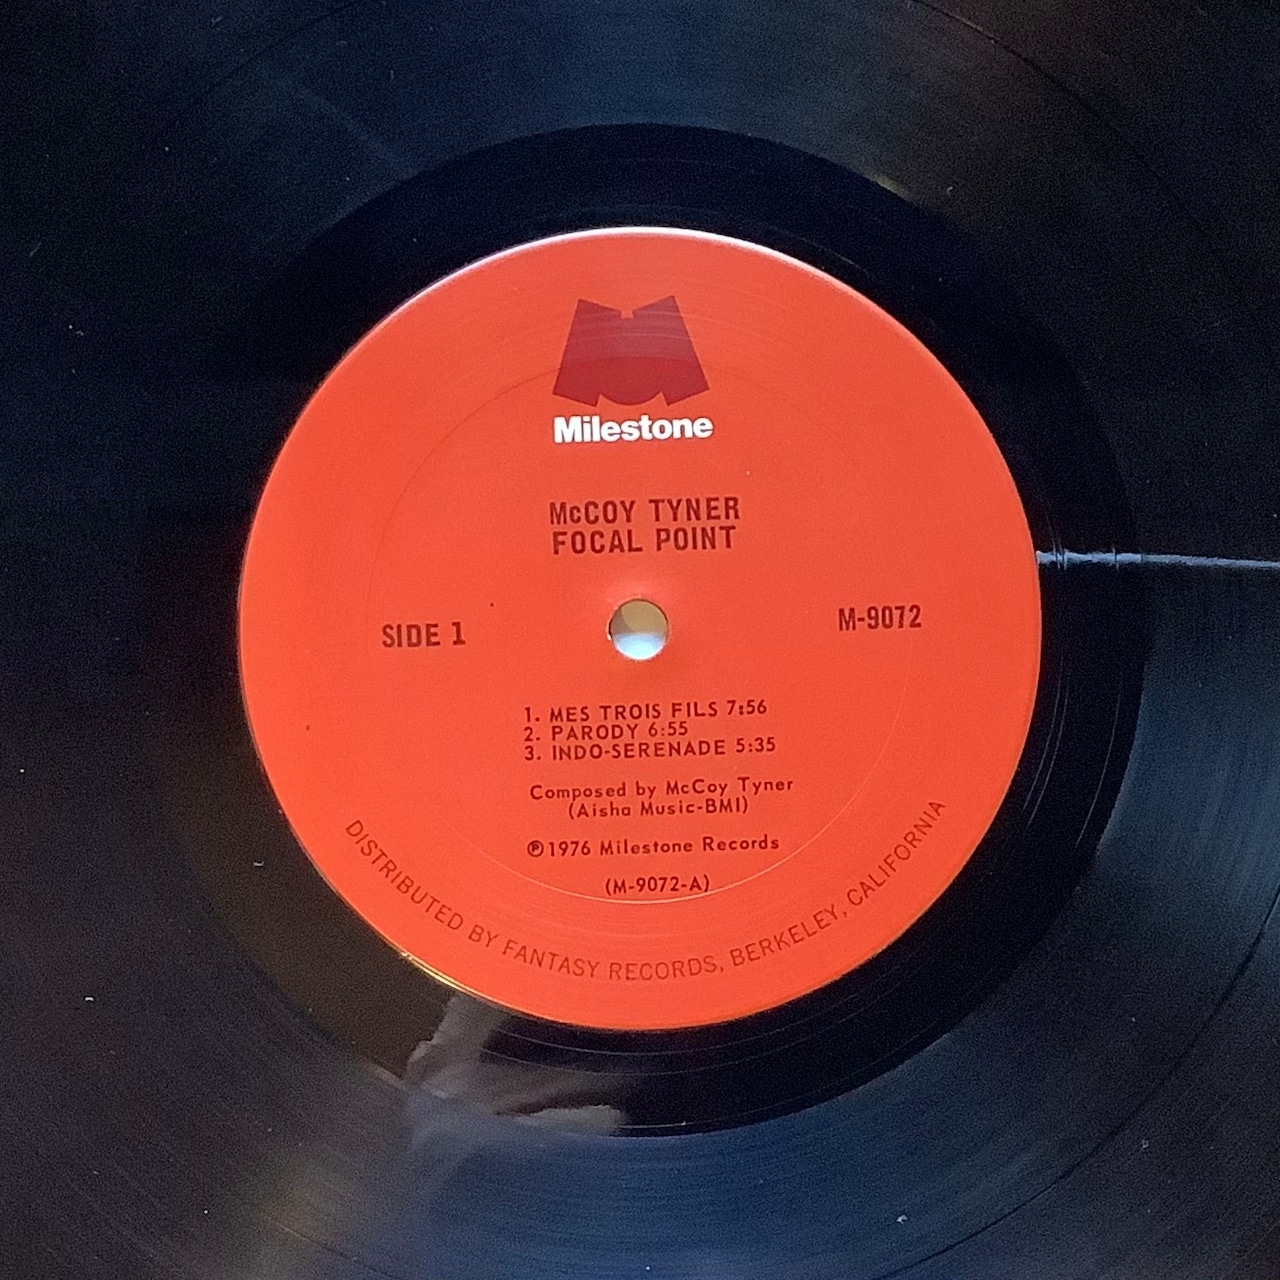 Milestone
McCOY TYNER
FOCAL POINT
SIDE 1
M-9072
1. MES TROIS FILS 7:56
2. PARODY 6:55
3. INDO-SERENADE 5:35
Composed by McCoy Tyner
(Aisha Music-BMI)
℗1976 Milestone Records
(M-9072-A)
DISTRIBUTED BY FANTASY RECORDS, BERKELEY, CALIFORNIA